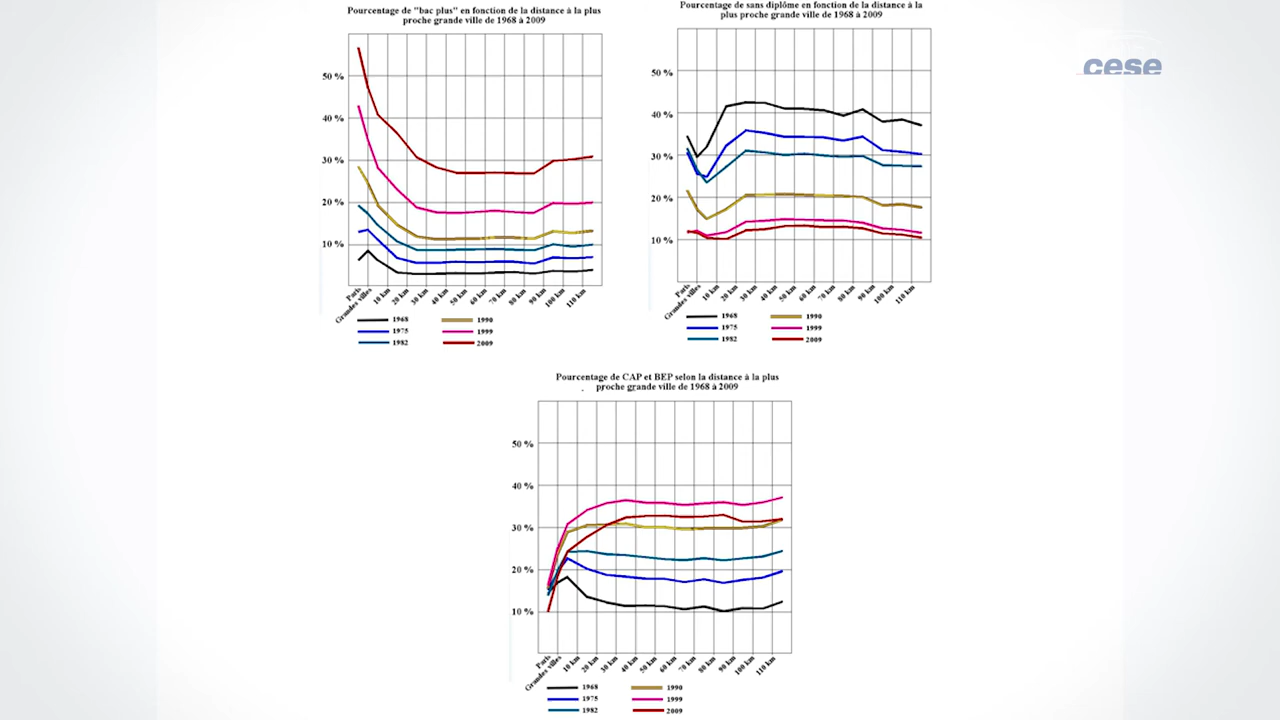 Pourcentage de "bac plus" en fonction de la distance à la plus
proche grande ville de 1968 à 2009
50 %
40 %
30 %
20 %
10 %
Paris
Grandes villes
10 km
20 km
30 km
40 km
50 km
60 km
70 km
80 km
90 km
100 km
110 km
1968
1975
1982
1990
1999
2009
Pourcentage de sans diplôme en fonction de la distance à la
plus proche grande ville de 1968 à 2009
50 %
40 %
30 %
20 %
10 %
Paris
Grandes villes
10 km
20 km
30 km
40 km
50 km
60 km
70 km
80 km
90 km
100 km
110 km
1968
1975
1982
1990
1999
2009
cese
Pourcentage de CAP et BEP selon la distance à la plus
proche grande ville de 1968 à 2009
50 %
40 %
30 %
20 %
10 %
Paris
Grandes villes
10 km
20 km
30 km
40 km
50 km
60 km
70 km
80 km
90 km
100 km
110 km
1968
1975
1982
1990
1999
2009